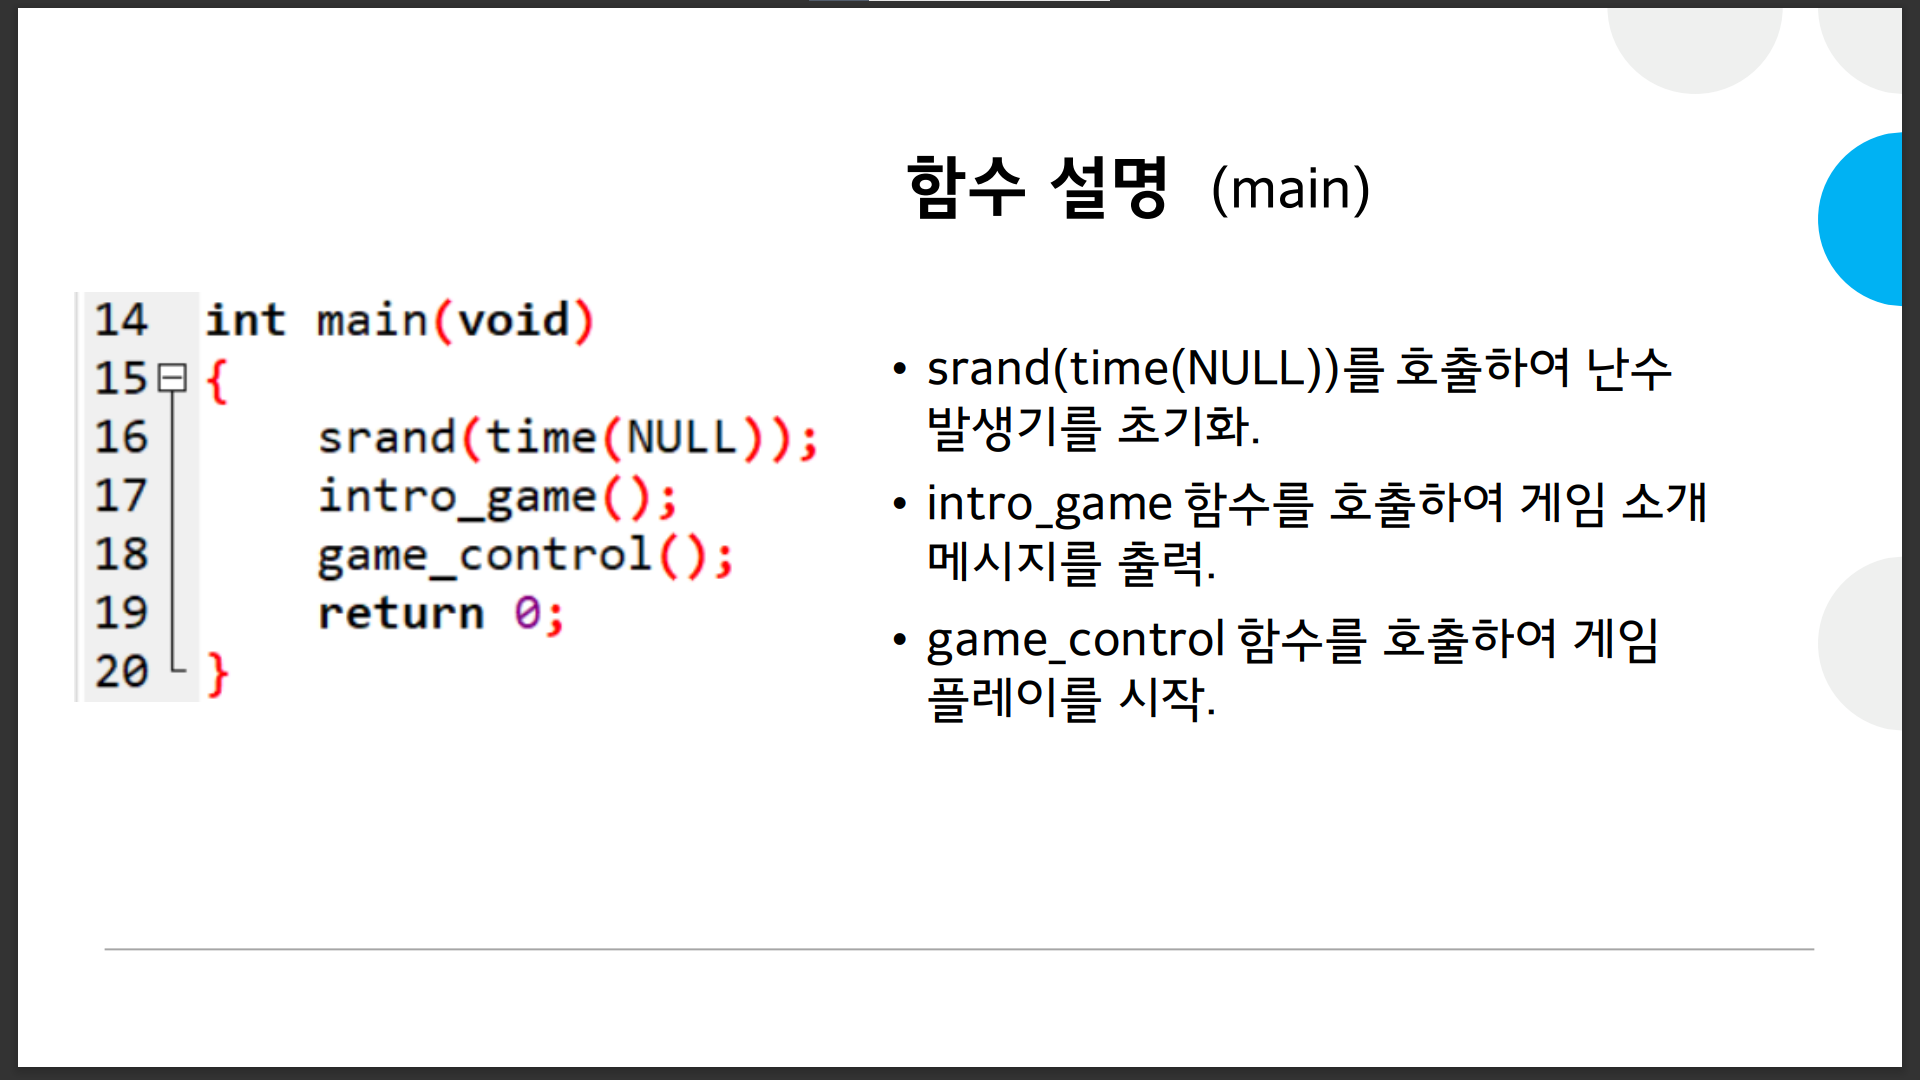 함수 설명 (main)
14 int main(void)
15 {
16 srand(time(NULL));
17 intro_game();
18 game_control();
19 return 0;
20 }
• srand(time(NULL))를 호출하여 난수
발생기를 초기화.
• intro_game 함수를 호출하여 게임 소개
메시지를 출력.
• game_control 함수를 호출하여 게임
플레이를 시작.